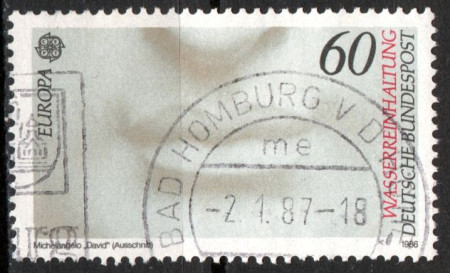 EUROPA
60
WASSERREINHALTUNG
DEUTSCHE BUNDESPOST
BAD HOMBURG V D
me
-2.1.87-18
Michelangelo „David“ (Ausschnitt)
1986